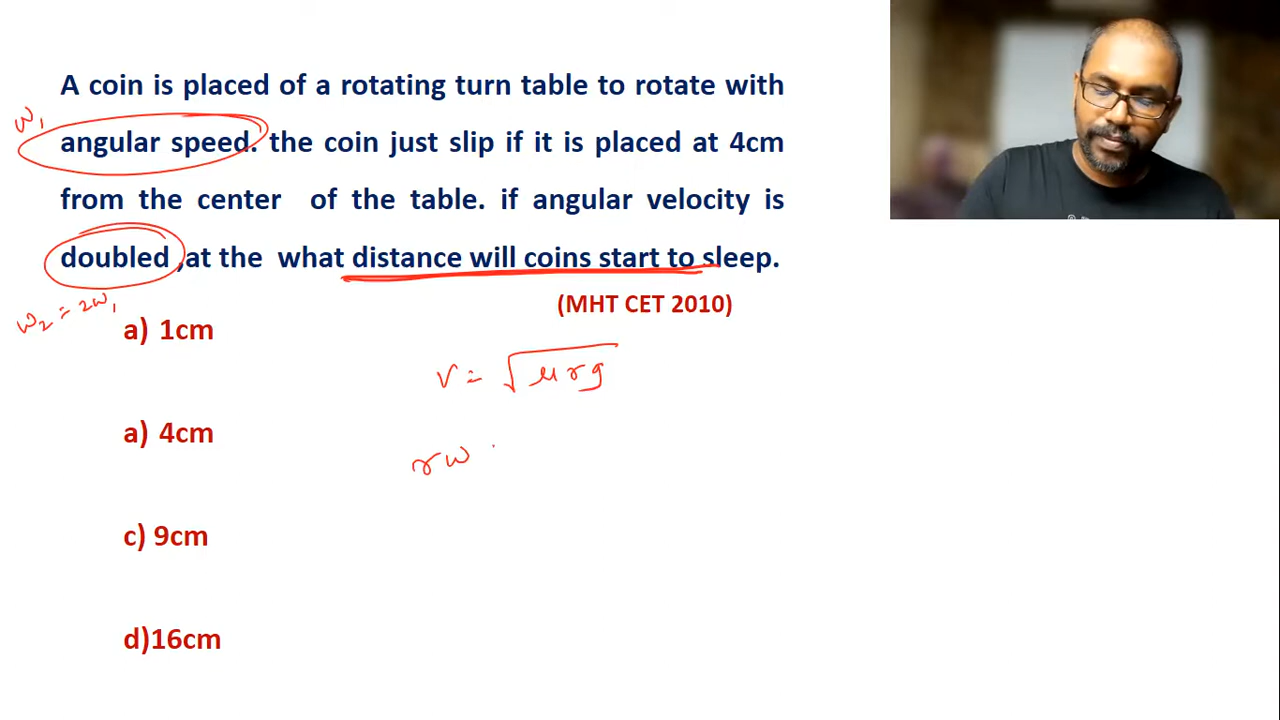 A coin is placed of a rotating turn table to rotate with
ω₁
angular speed. the coin just slip if it is placed at 4cm
from the center of the table. if angular velocity is
doubled ,at the what distance will coins start to sleep.
ω₂ = 2ω₁
(MHT CET 2010)
a) 1cm
v = √μrg
a) 4cm
rω
c) 9cm
d)16cm